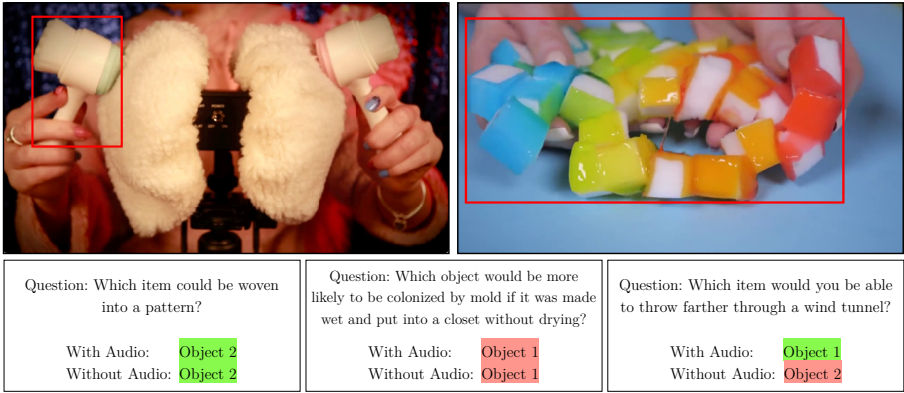 Question: Which item could be woven
into a pattern?
With Audio: Object 2
Without Audio: Object 2
Question: Which object would be more
likely to be colonized by mold if it was made
wet and put into a closet without drying?
With Audio: Object 1
Without Audio: Object 1
Question: Which item would you be able
to throw farther through a wind tunnel?
With Audio: Object 1
Without Audio: Object 2